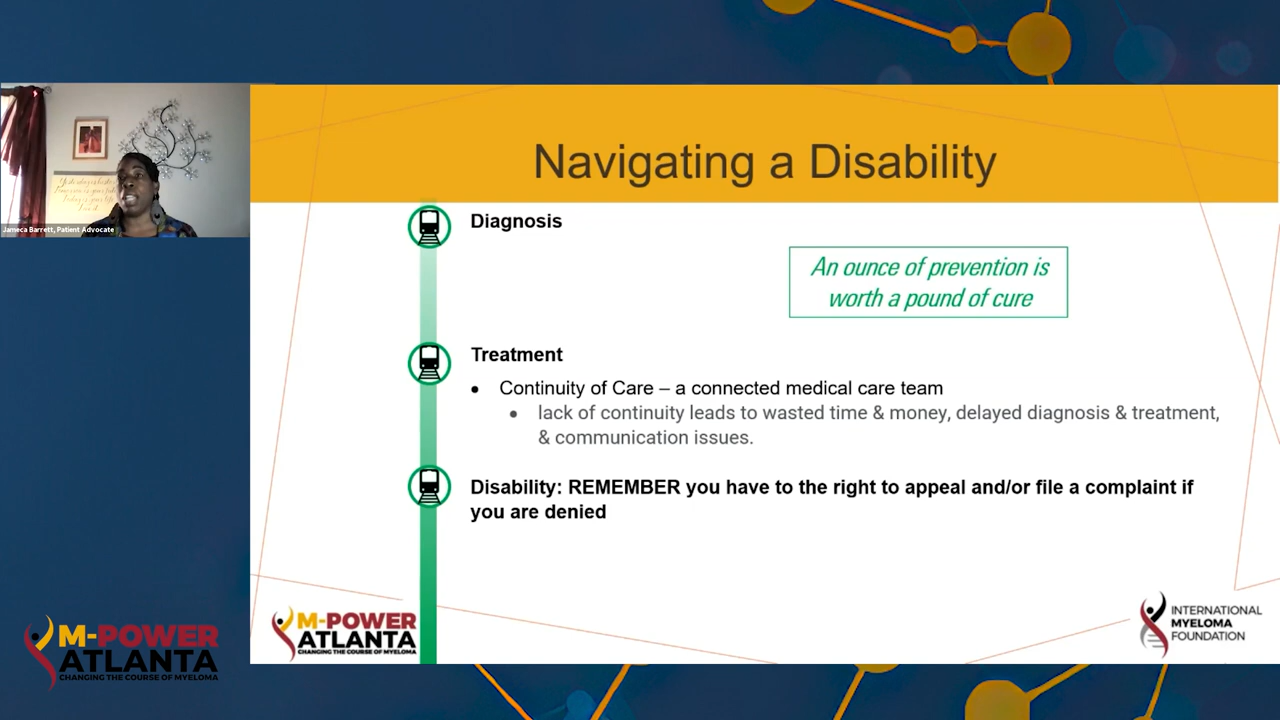 Navigating a Disability
Jameca Barrett, Patient Advocate
Diagnosis
An ounce of prevention is
worth a pound of cure
Treatment
• Continuity of Care – a connected medical care team
• lack of continuity leads to wasted time & money, delayed diagnosis & treatment,
& communication issues.
Disability: REMEMBER you have to the right to appeal and/or file a complaint if
you are denied
M-POWER
ATLANTA
CHANGING THE COURSE OF MYELOMA
M-POWER
ATLANTA
CHANGING THE COURSE OF MYELOMA
INTERNATIONAL
MYELOMA
FOUNDATION